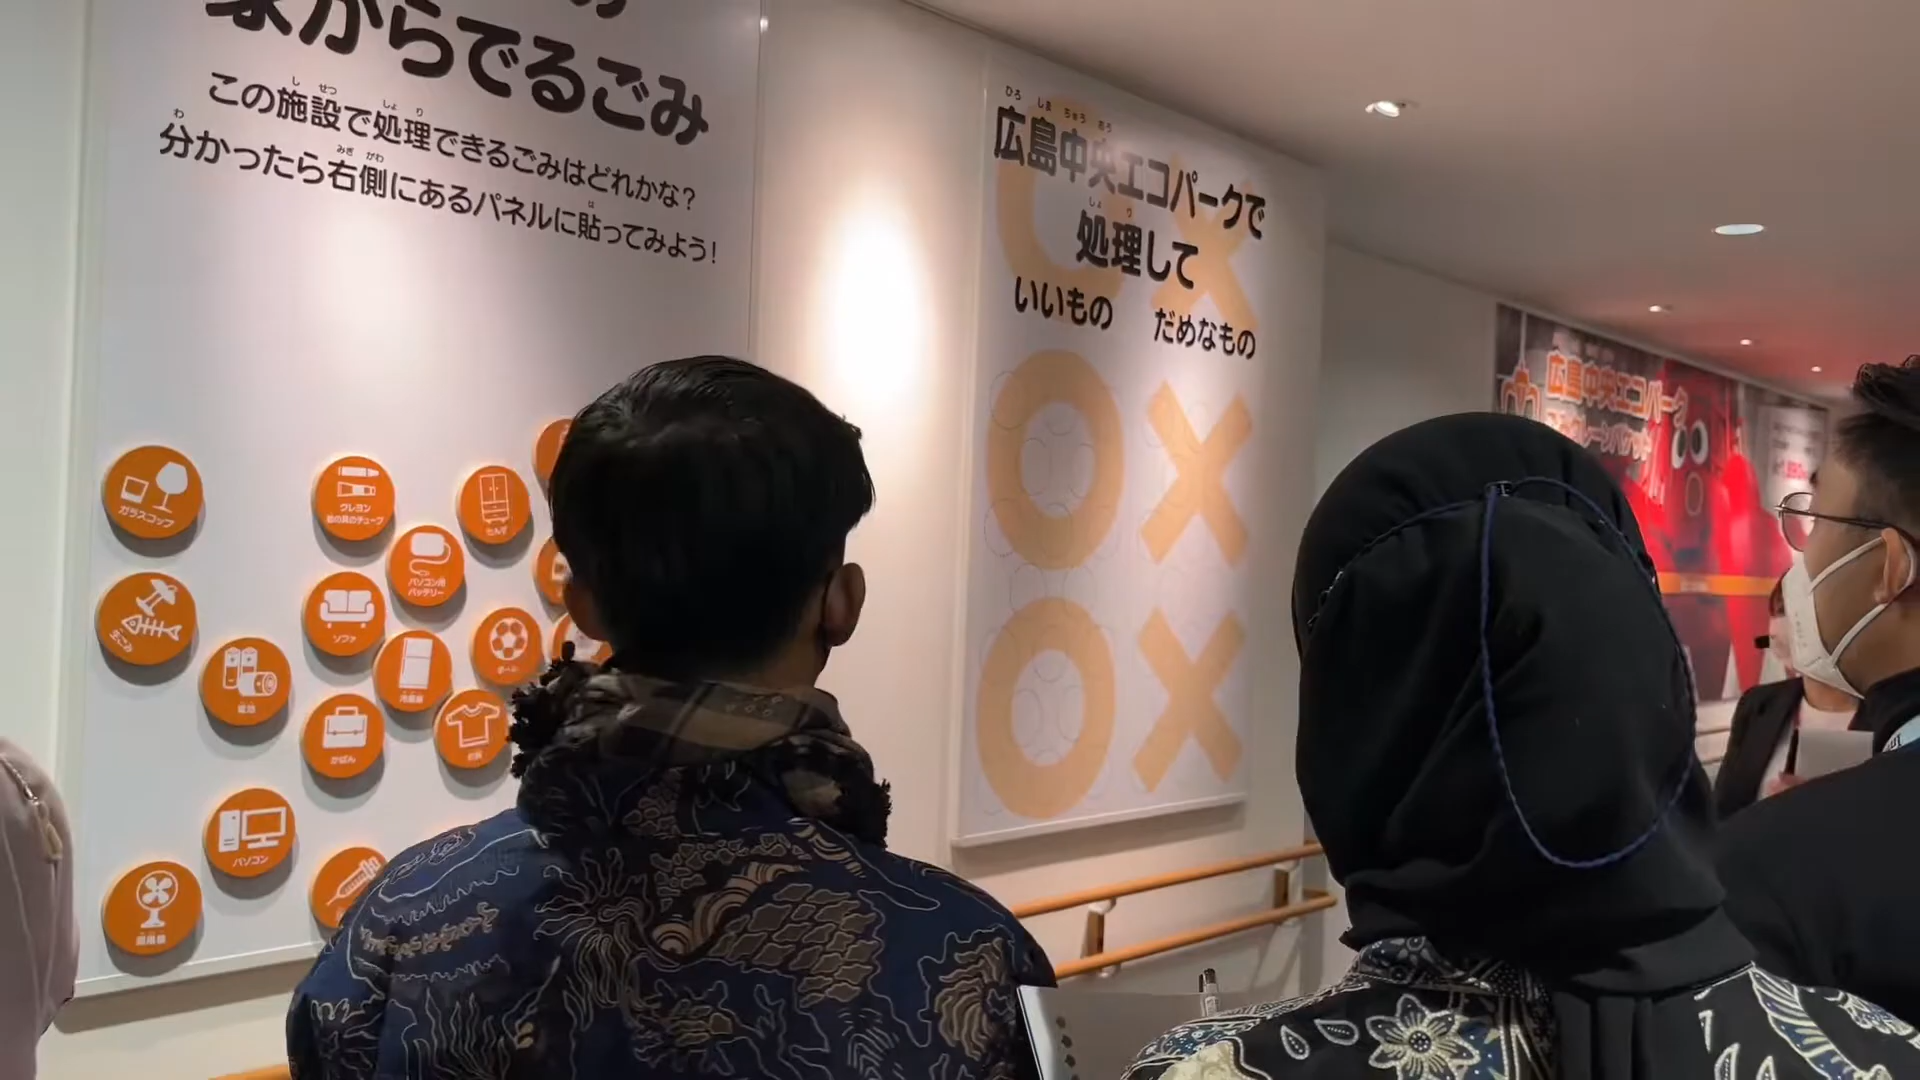 家からでるごみ
この施設で処理できるごみはどれかな?
分かったら右側にあるパネルに貼ってみよう!
ガラスコップ
クレヨン
絵の具のチューブ
たんす
パソコン用
バッテリー
生ごみ
ソファ
ボール
電池
冷蔵庫
かばん
衣類
パソコン
扇風機
広島中央エコパークで
処理して
いいもの
だめなもの
広島中央エコパーク